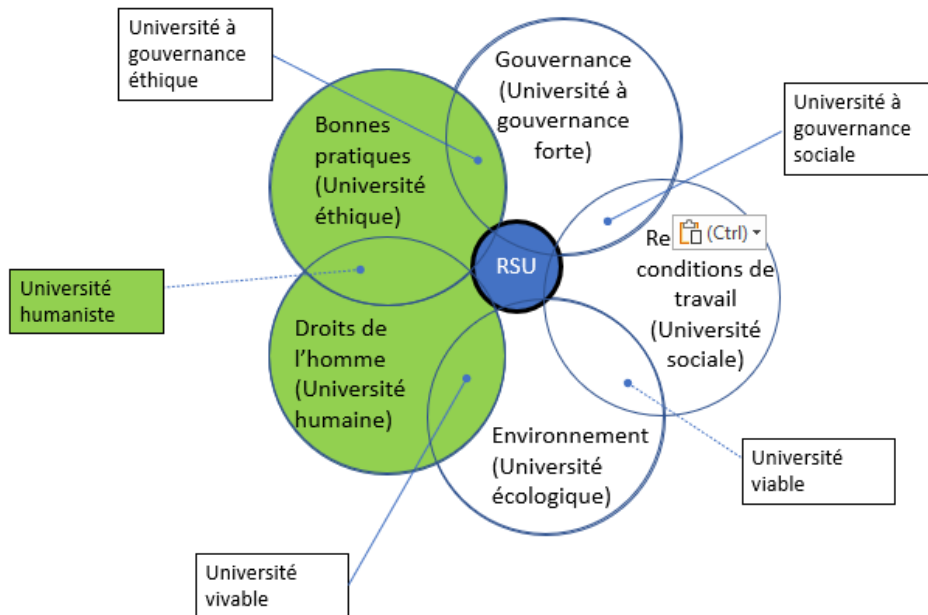 Université à
gouvernance
éthique
Gouvernance
(Université à
gouvernance
forte)
Université à
gouvernance
sociale
Bonnes
pratiques
(Université
éthique)
RSU
Re
(Ctrl)
conditions de
travail
(Université
sociale)
Université
humaniste
Droits de
l’homme
(Université
humaine)
Environnement
(Université
écologique)
Université
viable
Université
vivable